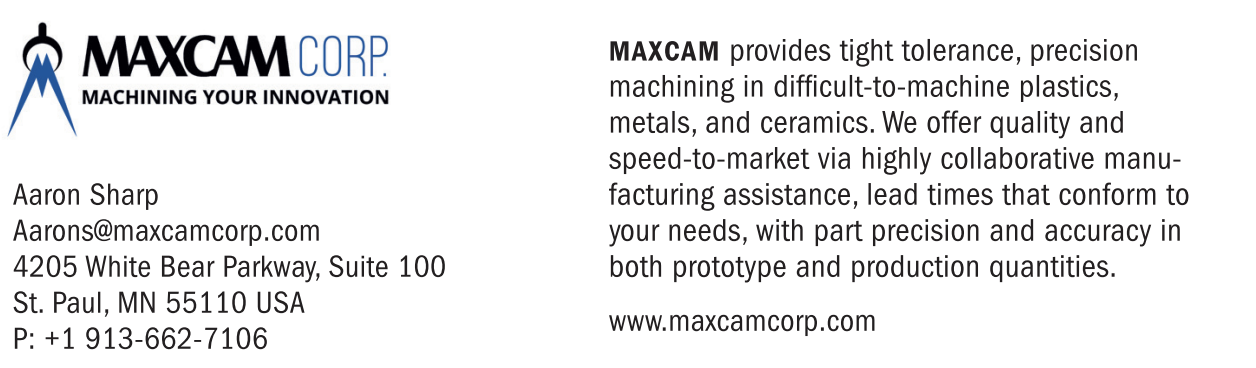 MAXCAM CORP.
MACHINING YOUR INNOVATION
Aaron Sharp
Aarons@maxcamcorp.com
4205 White Bear Parkway, Suite 100
St. Paul, MN 55110 USA
P: +1 913-662-7106
MAXCAM provides tight tolerance, precision
machining in difficult-to-machine plastics,
metals, and ceramics. We offer quality and
speed-to-market via highly collaborative manu-
facturing assistance, lead times that conform to
your needs, with part precision and accuracy in
both prototype and production quantities.
www.maxcamcorp.com